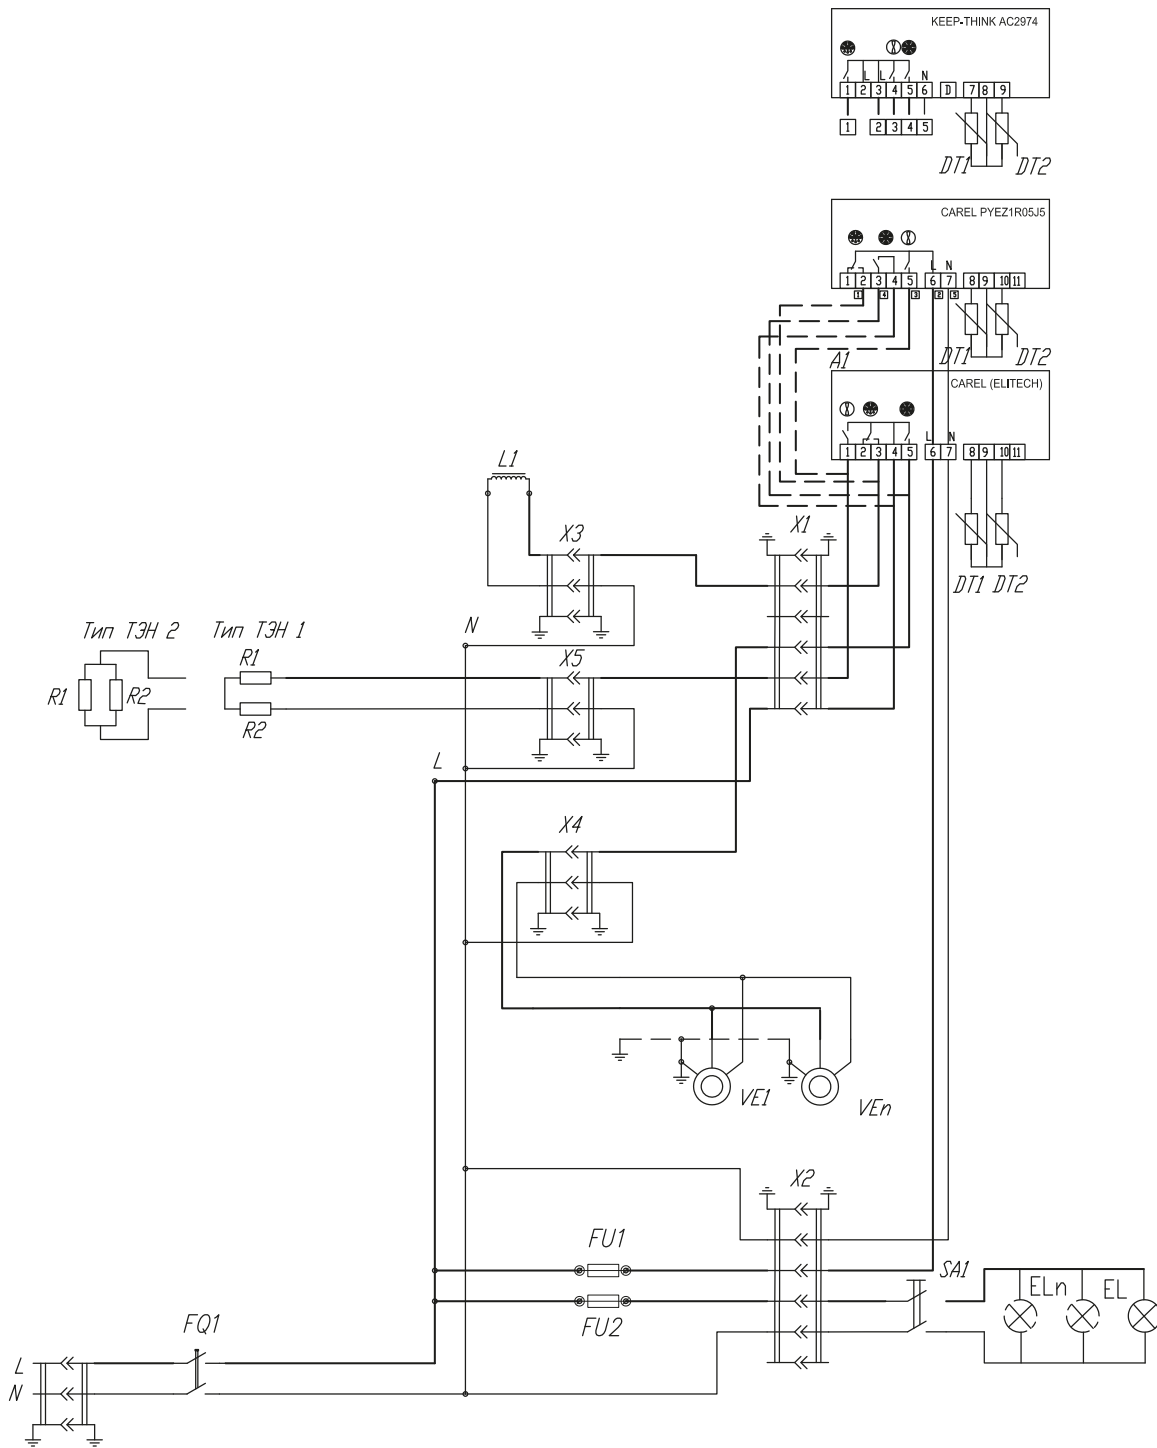 KEEP-THINK AC2974
L L N
1 2 3 4 5 6 D 7 8 9
1 2 3 4 5
DT1 DT2
CAREL PYEZ1R05J5
L N
1 2 3 4 5 6 7 8 9 10 11
1 4 3 2 5
DT1 DT2
A1
CAREL (ELITECH)
L N
1 2 3 4 5 6 7 8 9 10 11
DT1 DT2
L1
X3
X1
N
Тип ТЭН 2
Тип ТЭН 1
R1
X5
R1 R2
R2
L
X4
VE1
VEn
X2
FU1
SA1
ELn EL
FU2
FQ1
L
N